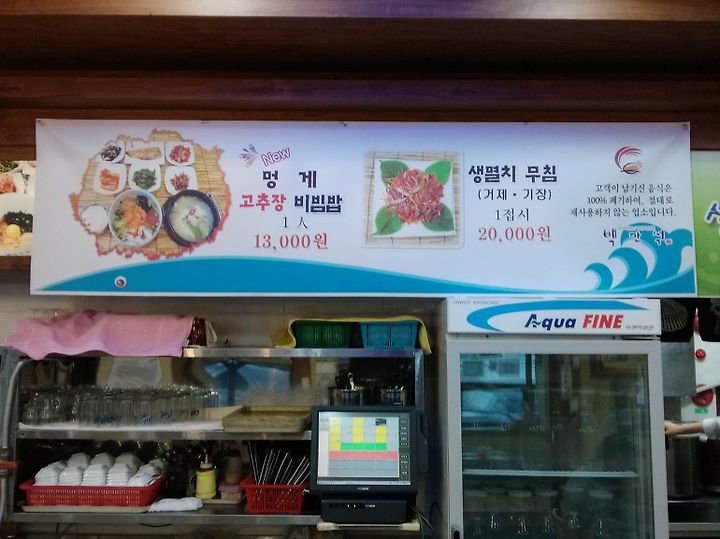 New
멍 게
고추장 비빔밥
1人
13,000원
생멸치 무침
(거제·기장)
1접시
20,000원
고객이 남기신 음식은
100% 폐기하여, 절대로
재사용하지 않는 업소입니다.
Aqua FINE